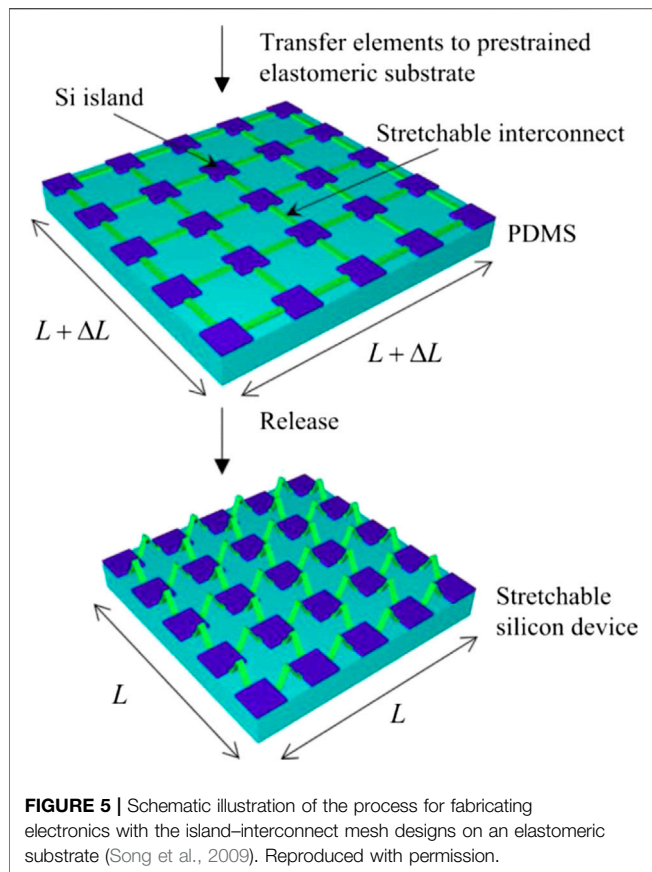 Transfer elements to prestrained
elastomeric substrate
Si island
Stretchable interconnect
PDMS
L + ΔL
L + ΔL
Release
Stretchable
silicon device
L
L
FIGURE 5 | Schematic illustration of the process for fabricating
electronics with the island–interconnect mesh designs on an elastomeric
substrate (Song et al., 2009). Reproduced with permission.